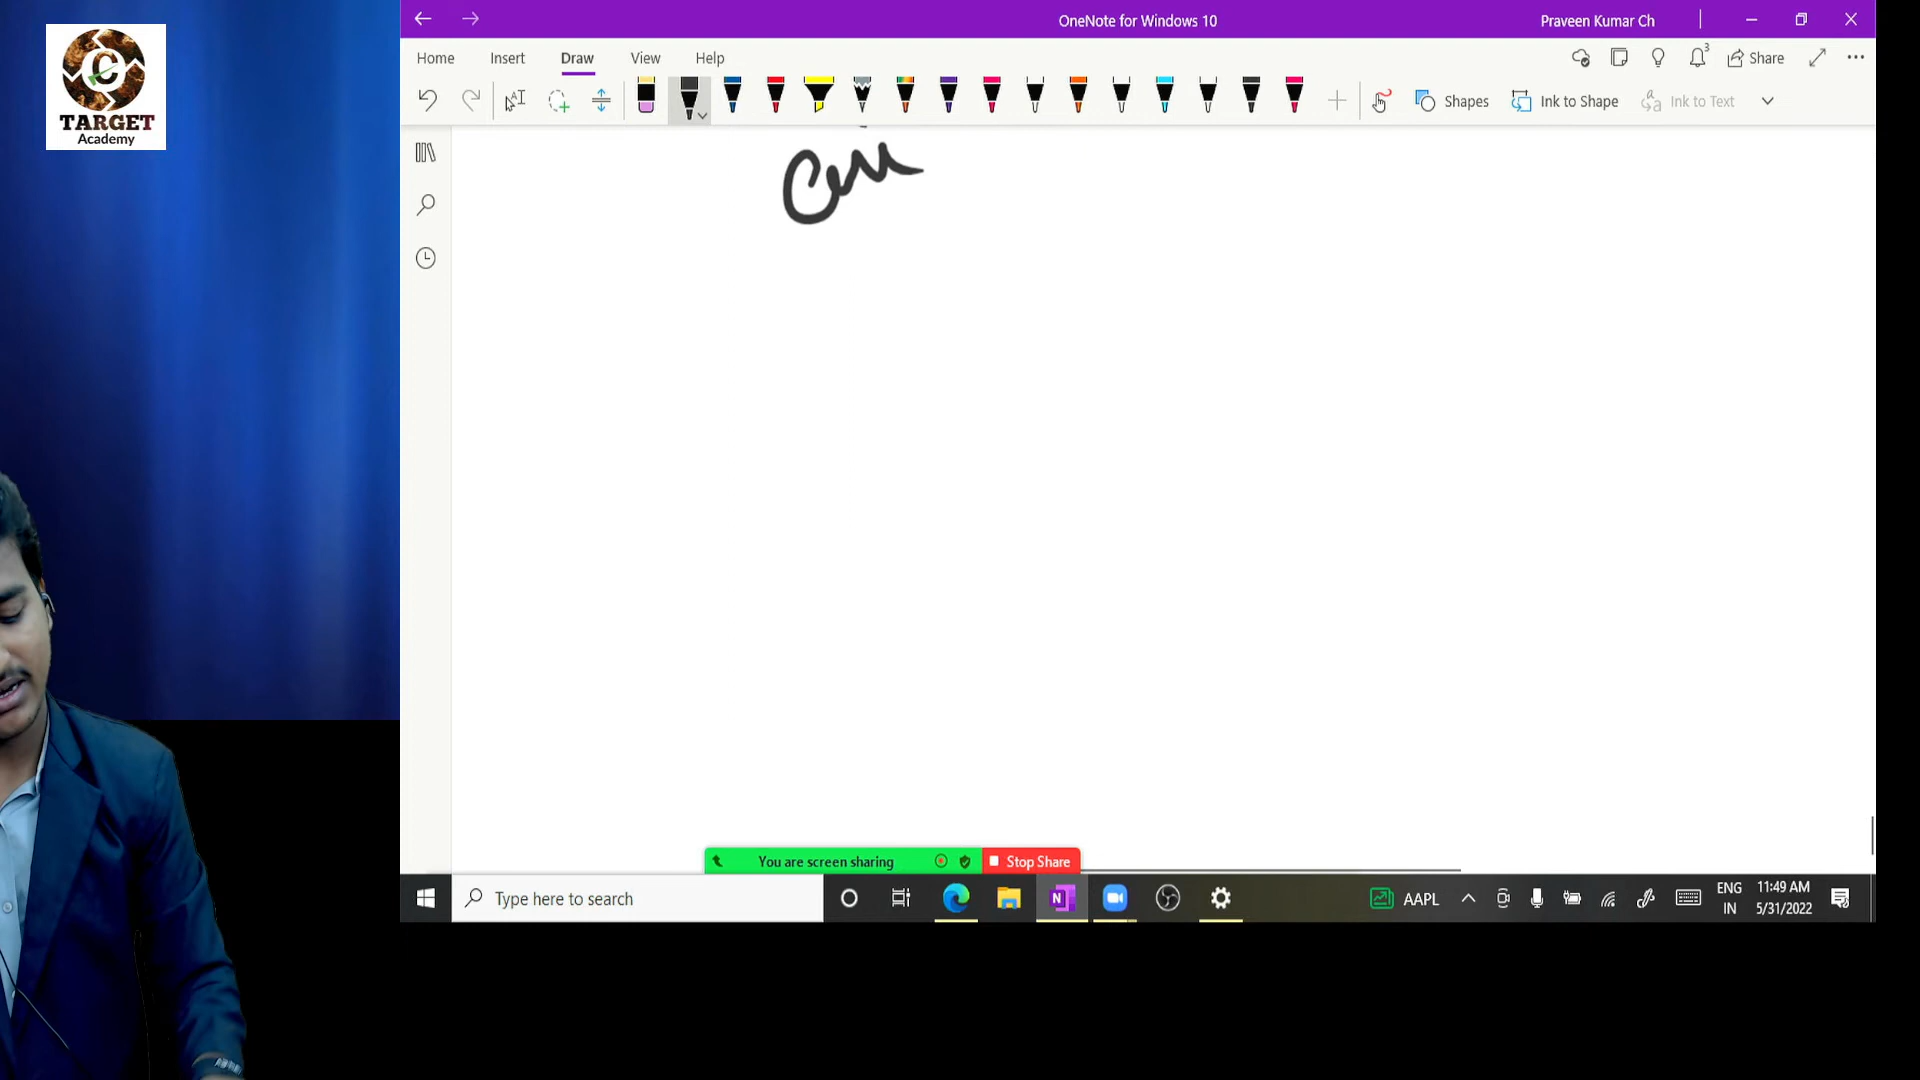 TARGET
Academy
OneNote for Windows 10
Praveen Kumar Ch
Home Insert Draw View Help
3
Share
Shapes
Ink to Shape
Ink to Text
You are screen sharing
Stop Share
Type here to search
AAPL
ENG
IN
11:49 AM
5/31/2022